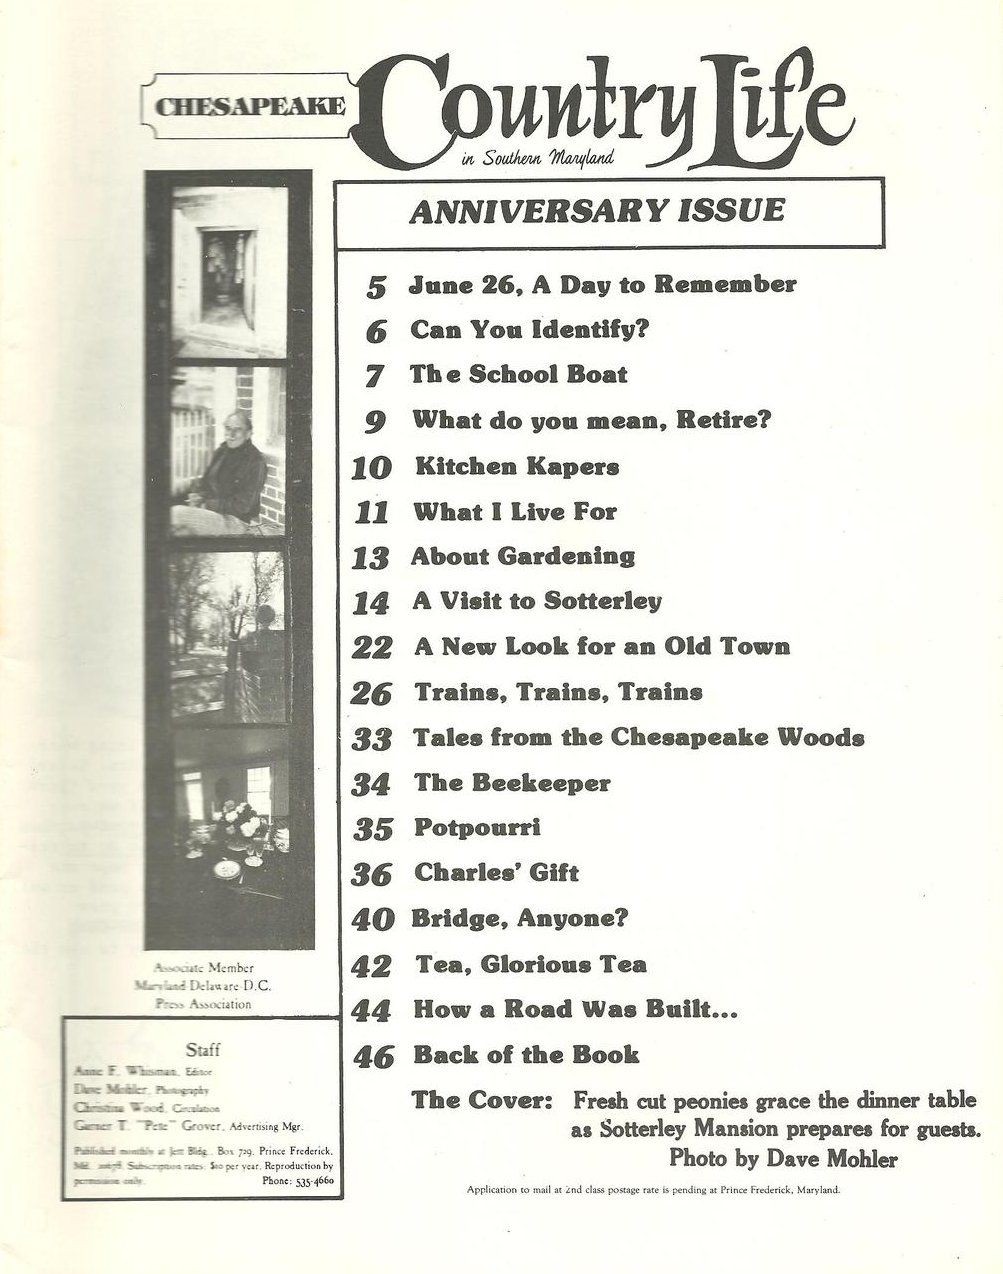 CHESAPEAKE Country Life
in Southern Maryland
ANNIVERSARY ISSUE
5 June 26, A Day to Remember
6 Can You Identify?
7 The School Boat
9 What do you mean, Retire?
10 Kitchen Kapers
11 What I Live For
13 About Gardening
14 A Visit to Sotterley
22 A New Look for an Old Town
26 Trains, Trains, Trains
33 Tales from the Chesapeake Woods
34 The Beekeeper
35 Potpourri
36 Charles' Gift
40 Bridge, Anyone?
42 Tea, Glorious Tea
44 How a Road Was Built...
46 Back of the Book
The Cover: Fresh cut peonies grace the dinner table
as Sotterley Mansion prepares for guests.
Photo by Dave Mohler
Application to mail at 2nd class postage rate is pending at Prince Frederick, Maryland.
Associate Member
Maryland Delaware D.C.
Press Association
Staff
Anne F. Whisman, Editor
Dave Mohler, Photography
Christina Wood, Circulation
Garner T. "Pete" Grover, Advertising Mgr.
Published monthly at Jett Bldg., Box 729, Prince Frederick,
Md. 20678. Subscription rates: $10 per year. Reproduction by
permission only. Phone: 535-4660